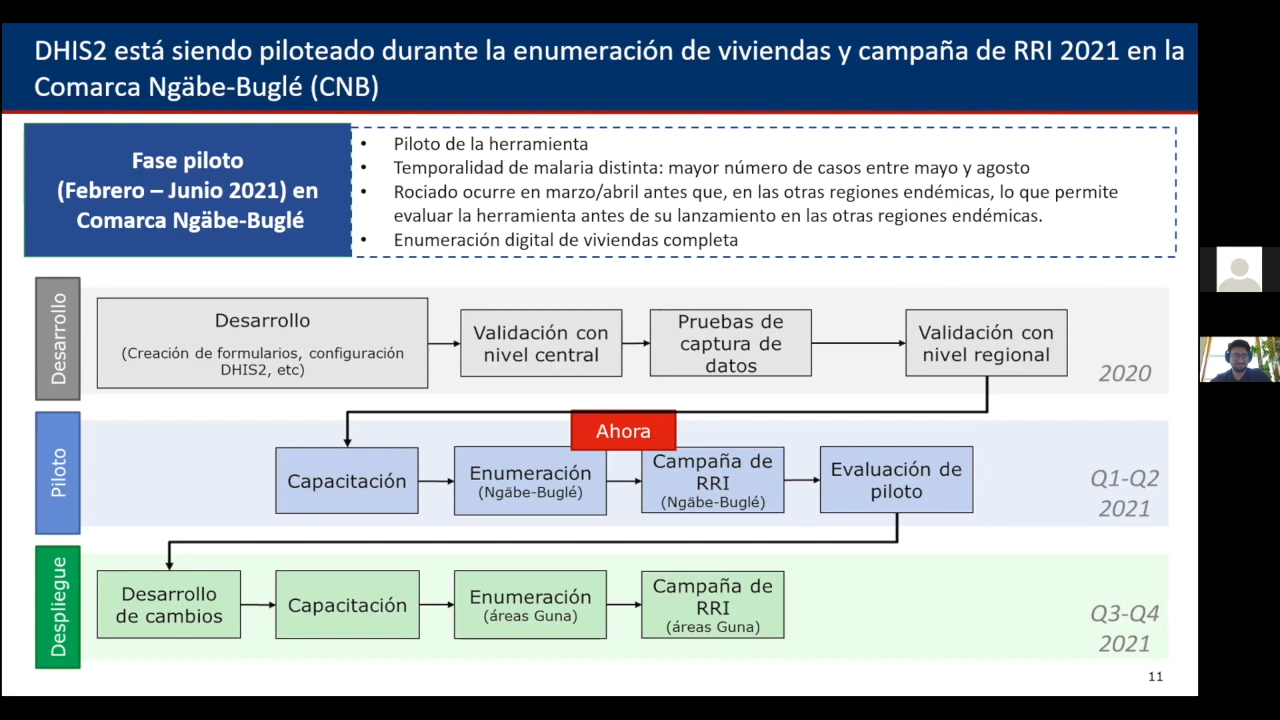 DHIS2 está siendo piloteado durante la enumeración de viviendas y campaña de RRI 2021 en la
Comarca Ngäbe-Buglé (CNB)
Fase piloto
(Febrero – Junio 2021) en
Comarca Ngäbe-Buglé
• Piloto de la herramienta
• Temporalidad de malaria distinta: mayor número de casos entre mayo y agosto
• Rociado ocurre en marzo/abril antes que, en las otras regiones endémicas, lo que permite
evaluar la herramienta antes de su lanzamiento en las otras regiones endémicas.
• Enumeración digital de viviendas completa
Desarrollo
Desarrollo
(Creación de formularios, configuración
DHIS2, etc)
Validación con
nivel central
Pruebas de
captura de
datos
Validación con
nivel regional
2020
Piloto
Ahora
Capacitación
Enumeración
(Ngäbe-Buglé)
Campaña de
RRI
(Ngäbe-Buglé)
Evaluación de
piloto
Q1-Q2
2021
Despliegue
Desarrollo
de cambios
Capacitación
Enumeración
(áreas Guna)
Campaña de
RRI
(áreas Guna)
Q3-Q4
2021
11